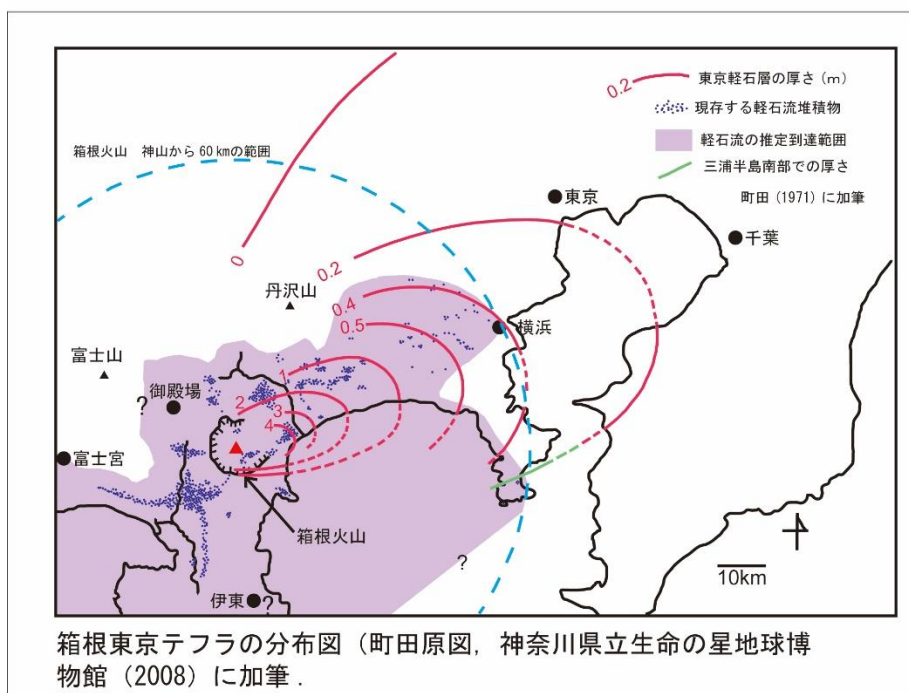 0.2
東京軽石層の厚さ（m）
現存する軽石流堆積物
軽石流の推定到達範囲
三浦半島南部での厚さ
町田（1971）に加筆
箱根火山　神山から 60 kmの範囲
東京
千葉
0
0.2
丹沢山
0.4
横浜
0.5
富士山
1
御殿場
?
2
3
4
富士宮
箱根火山
?
伊東
?
10km
箱根東京テフラの分布図（町田原図，神奈川県立生命の星地球博
物館（2008）に加筆．